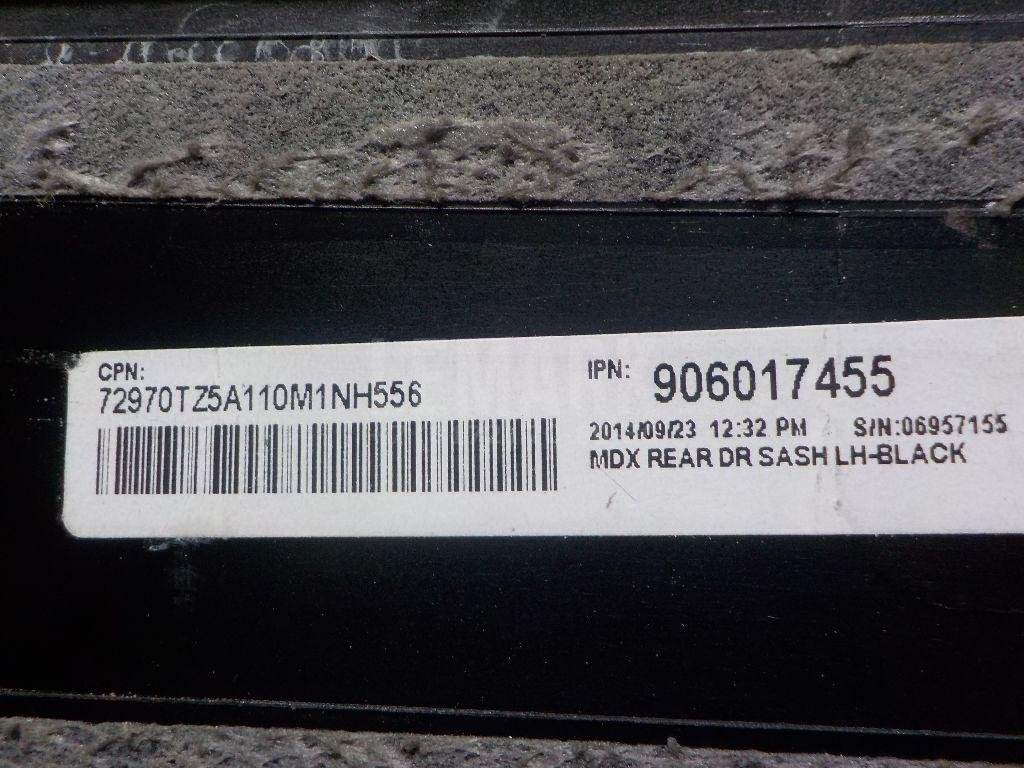 CPN:
72970TZ5A110M1NH556
IPN: 906017455
2014/09/23 12:32 PM S/N:06957155
MDX REAR DR SASH LH-BLACK